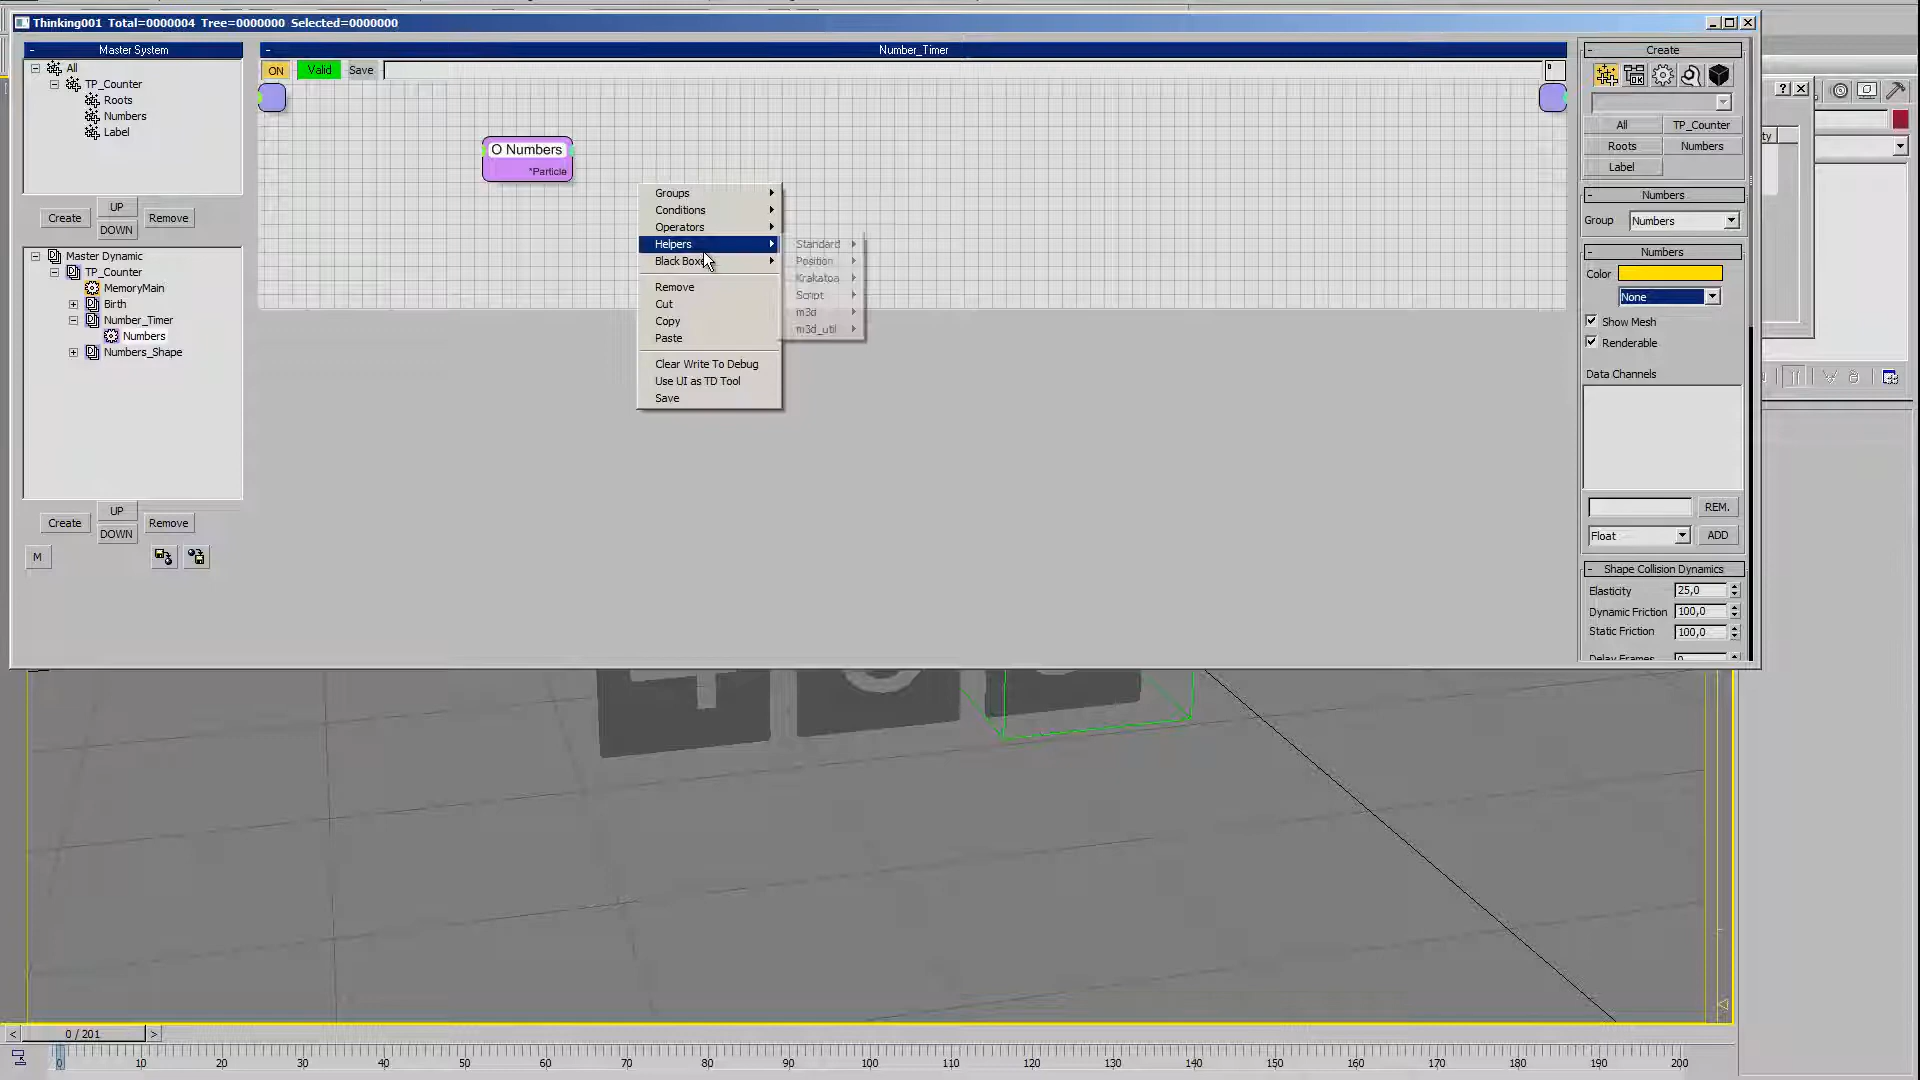 Thinking001 Total=0000004 Tree=0000000 Selected=0000000
Master System
All
TP_Counter
Roots
Numbers
Label
Create
UP
DOWN
Remove
Master Dynamic
TP_Counter
MemoryMain
Birth
Number_Timer
Numbers
Numbers_Shape
Create
UP
DOWN
Remove
M
Number_Timer
ON
Valid
Save
O Numbers
*Particle
Groups
Conditions
Operators
Helpers
Remove
Cut
Copy
Paste
Clear Write To Debug
Use UI as TD Tool
Save
Standard
Position
Krakatoa
Script
m3d
m3d_util
Create
All
TP_Counter
Roots
Numbers
Label
Numbers
Group
Numbers
Numbers
Color
None
Show Mesh
Renderable
Data Channels
REM.
Float
ADD
Shape Collision Dynamics
Elasticity
25,0
Dynamic Friction
100,0
Static Friction
100,0
< 0 / 201 >
0 10 20 30 40 50 60 70 80 90 100 110 120 130 140 150 160 170 180 190 200